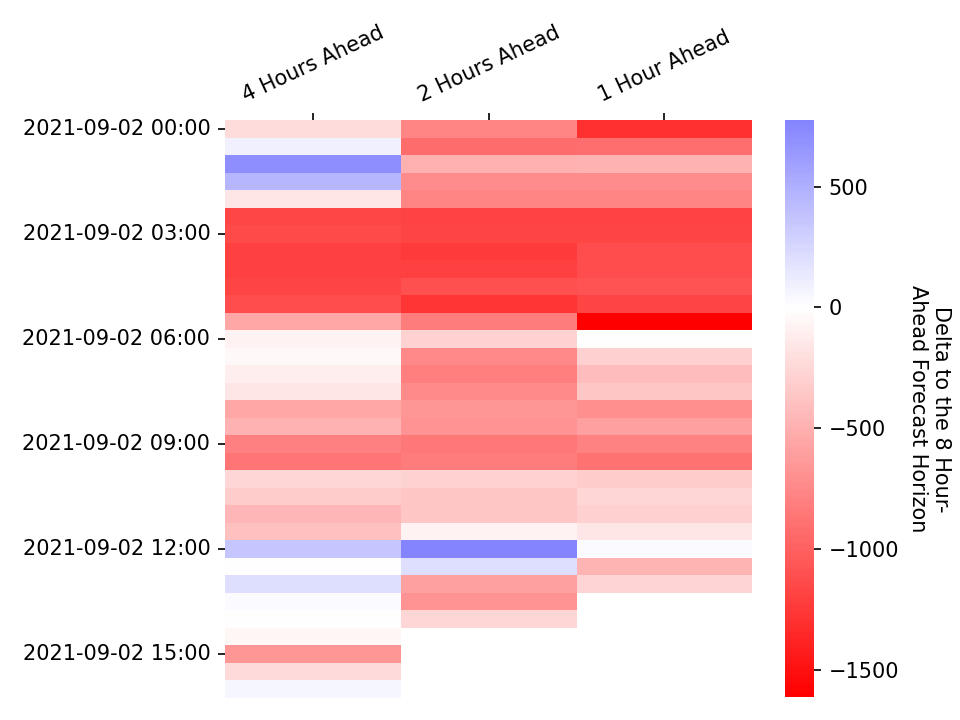 4 Hours Ahead
2 Hours Ahead
1 Hour Ahead
2021-09-02 00:00
2021-09-02 03:00
2021-09-02 06:00
2021-09-02 09:00
2021-09-02 12:00
2021-09-02 15:00
500
0
−500
−1000
−1500
Delta to the 8 Hour-
Ahead Forecast Horizon